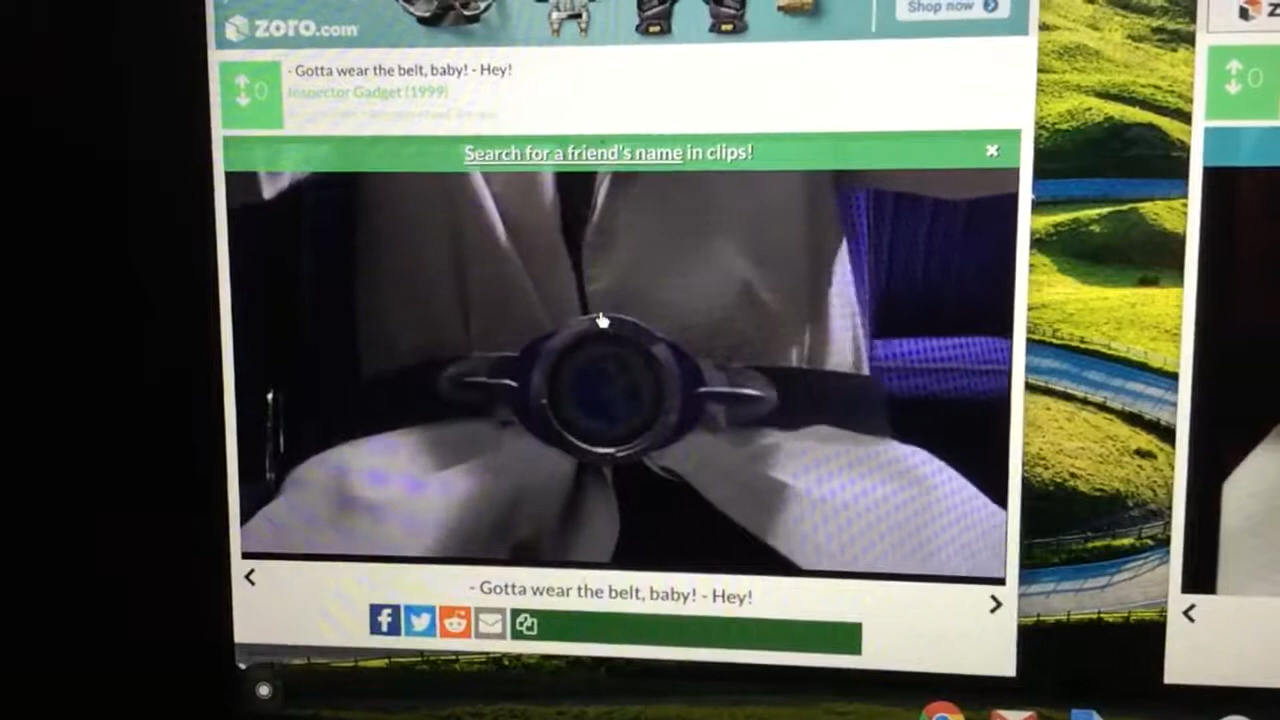 zoro.com
Shop now
- Gotta wear the belt, baby! - Hey!
Inspector Gadget (1999)
0
0
Search for a friend's name in clips!
- Gotta wear the belt, baby! - Hey!